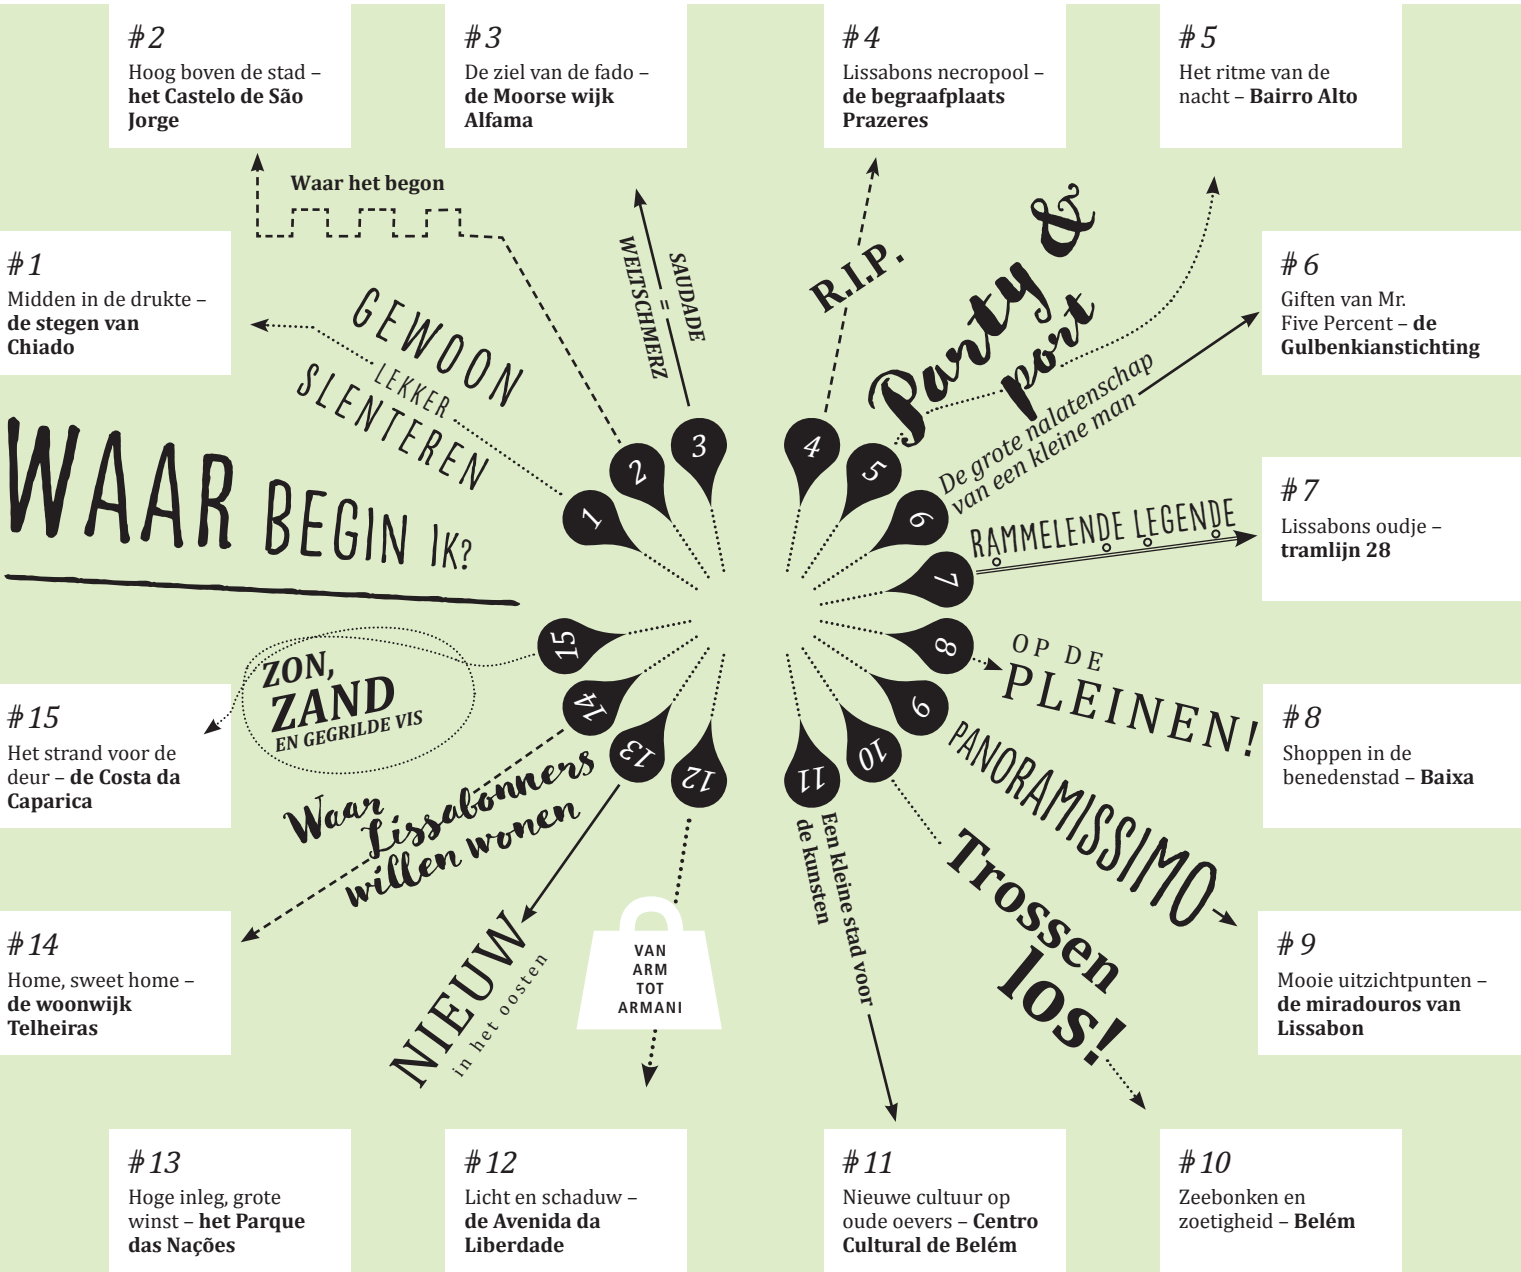 #2
Hoog boven de stad –
het Castelo de São
Jorge
#3
De ziel van de fado –
de Moorse wijk
Alfama
#4
Lissabons necropool –
de begraafplaats
Prazeres
#5
Het ritme van de
nacht – Bairro Alto
#1
Midden in de drukte –
de stegen van
Chiado
#6
Giften van Mr.
Five Percent – de
Gulbenkianstichting
#7
Lissabons oudje –
tramlijn 28
#8
Shoppen in de
benedenstad – Baixa
#9
Mooie uitzichtpunten –
de miradouros van
Lissabon
#15
Het strand voor de
deur – de Costa da
Caparica
#14
Home, sweet home –
de woonwijk
Telheiras
#13
Hoge inleg, grote
winst – het Parque
das Nações
#12
Licht en schaduw –
de Avenida da
Liberdade
#11
Nieuwe cultuur op
oude oevers – Centro
Cultural de Belém
#10
Zeebonken en
zoetigheid – Belém
WAAR BEGIN IK?
GEWOON
LEKKER
SLENTEREN
Waar het begon
SAUDADE
=
WELTSCHMERZ
R.I.P.
Party &
port
De grote nalatenschap
van een kleine man
RAMMELENDE LEGENDE
OP DE
PLEINEN!
PANORAMISSIMO
Trossen
los!
Een kleine stad voor
de kunsten
VAN
ARM
TOT
ARMANI
NIEUW
in het oosten
Waar
Lissabonners
willen wonen
ZON,
ZAND
EN GEGRILDE VIS
1
2
3
4
5
6
7
8
9
10
11
12
13
14
15